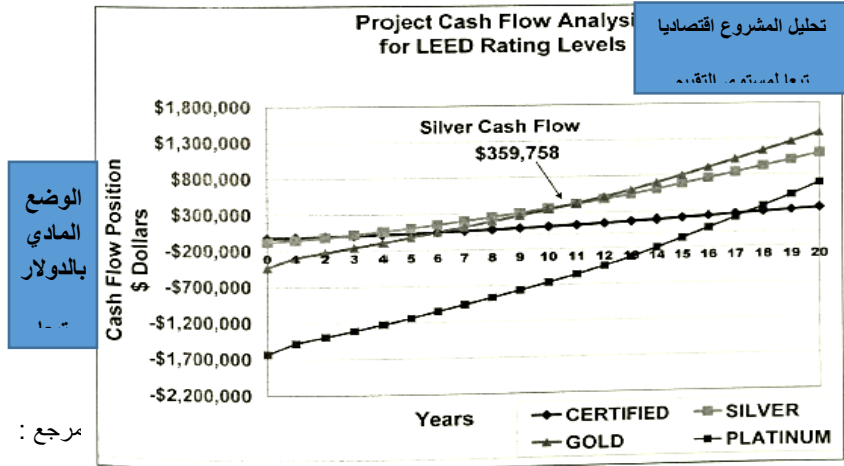 Project Cash Flow Analysi
for LEED Rating Levels
تحليل المشروع اقتصاديا
تبعا لمستوى التقييم
$1,800,000
$1,300,000
$800,000
$300,000
-$200,000
-$700,000
-$1,200,000
-$1,700,000
-$2,200,000
Silver Cash Flow
$359,758
الوضع
المادي
بالدولار
Cash Flow Position
$ Dollars
0 1 2 3 4 5 6 7 8 9 10 11 12 13 14 15 16 17 18 19 20
Years
CERTIFIED
SILVER
GOLD
PLATINUM
مرجع :